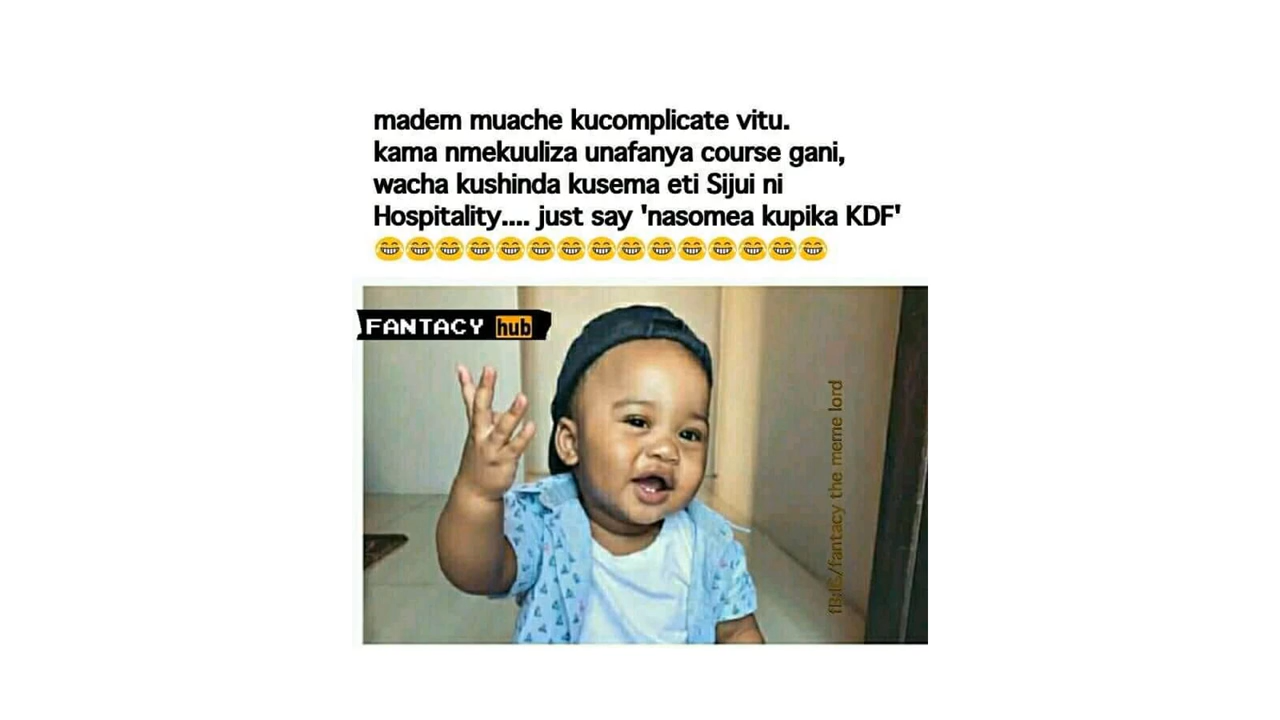 madem muache kucomplicate vitu.
kama nmekuuliza unafanya course gani,
wacha kushinda kusema eti Sijui ni
Hospitality.... just say 'nasomea kupika KDF'
😂😂😂😂😂😂😂😂😂😂😂😂😂😂😂
FANTACY hub
fB:IG/fantacy the meme lord